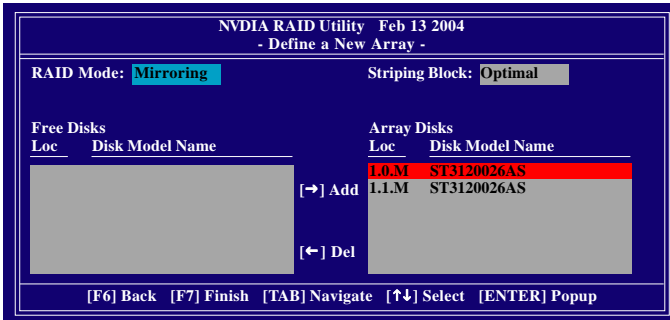 NVDIA RAID Utility Feb 13 2004
- Define a New Array -
RAID Mode: Mirroring
Striping Block: Optimal
Free Disks
Loc Disk Model Name
Array Disks
Loc Disk Model Name
1.0.M ST3120026AS
1.1.M ST3120026AS
[→] Add
[←] Del
[F6] Back [F7] Finish [TAB] Navigate [↑↓] Select [ENTER] Popup